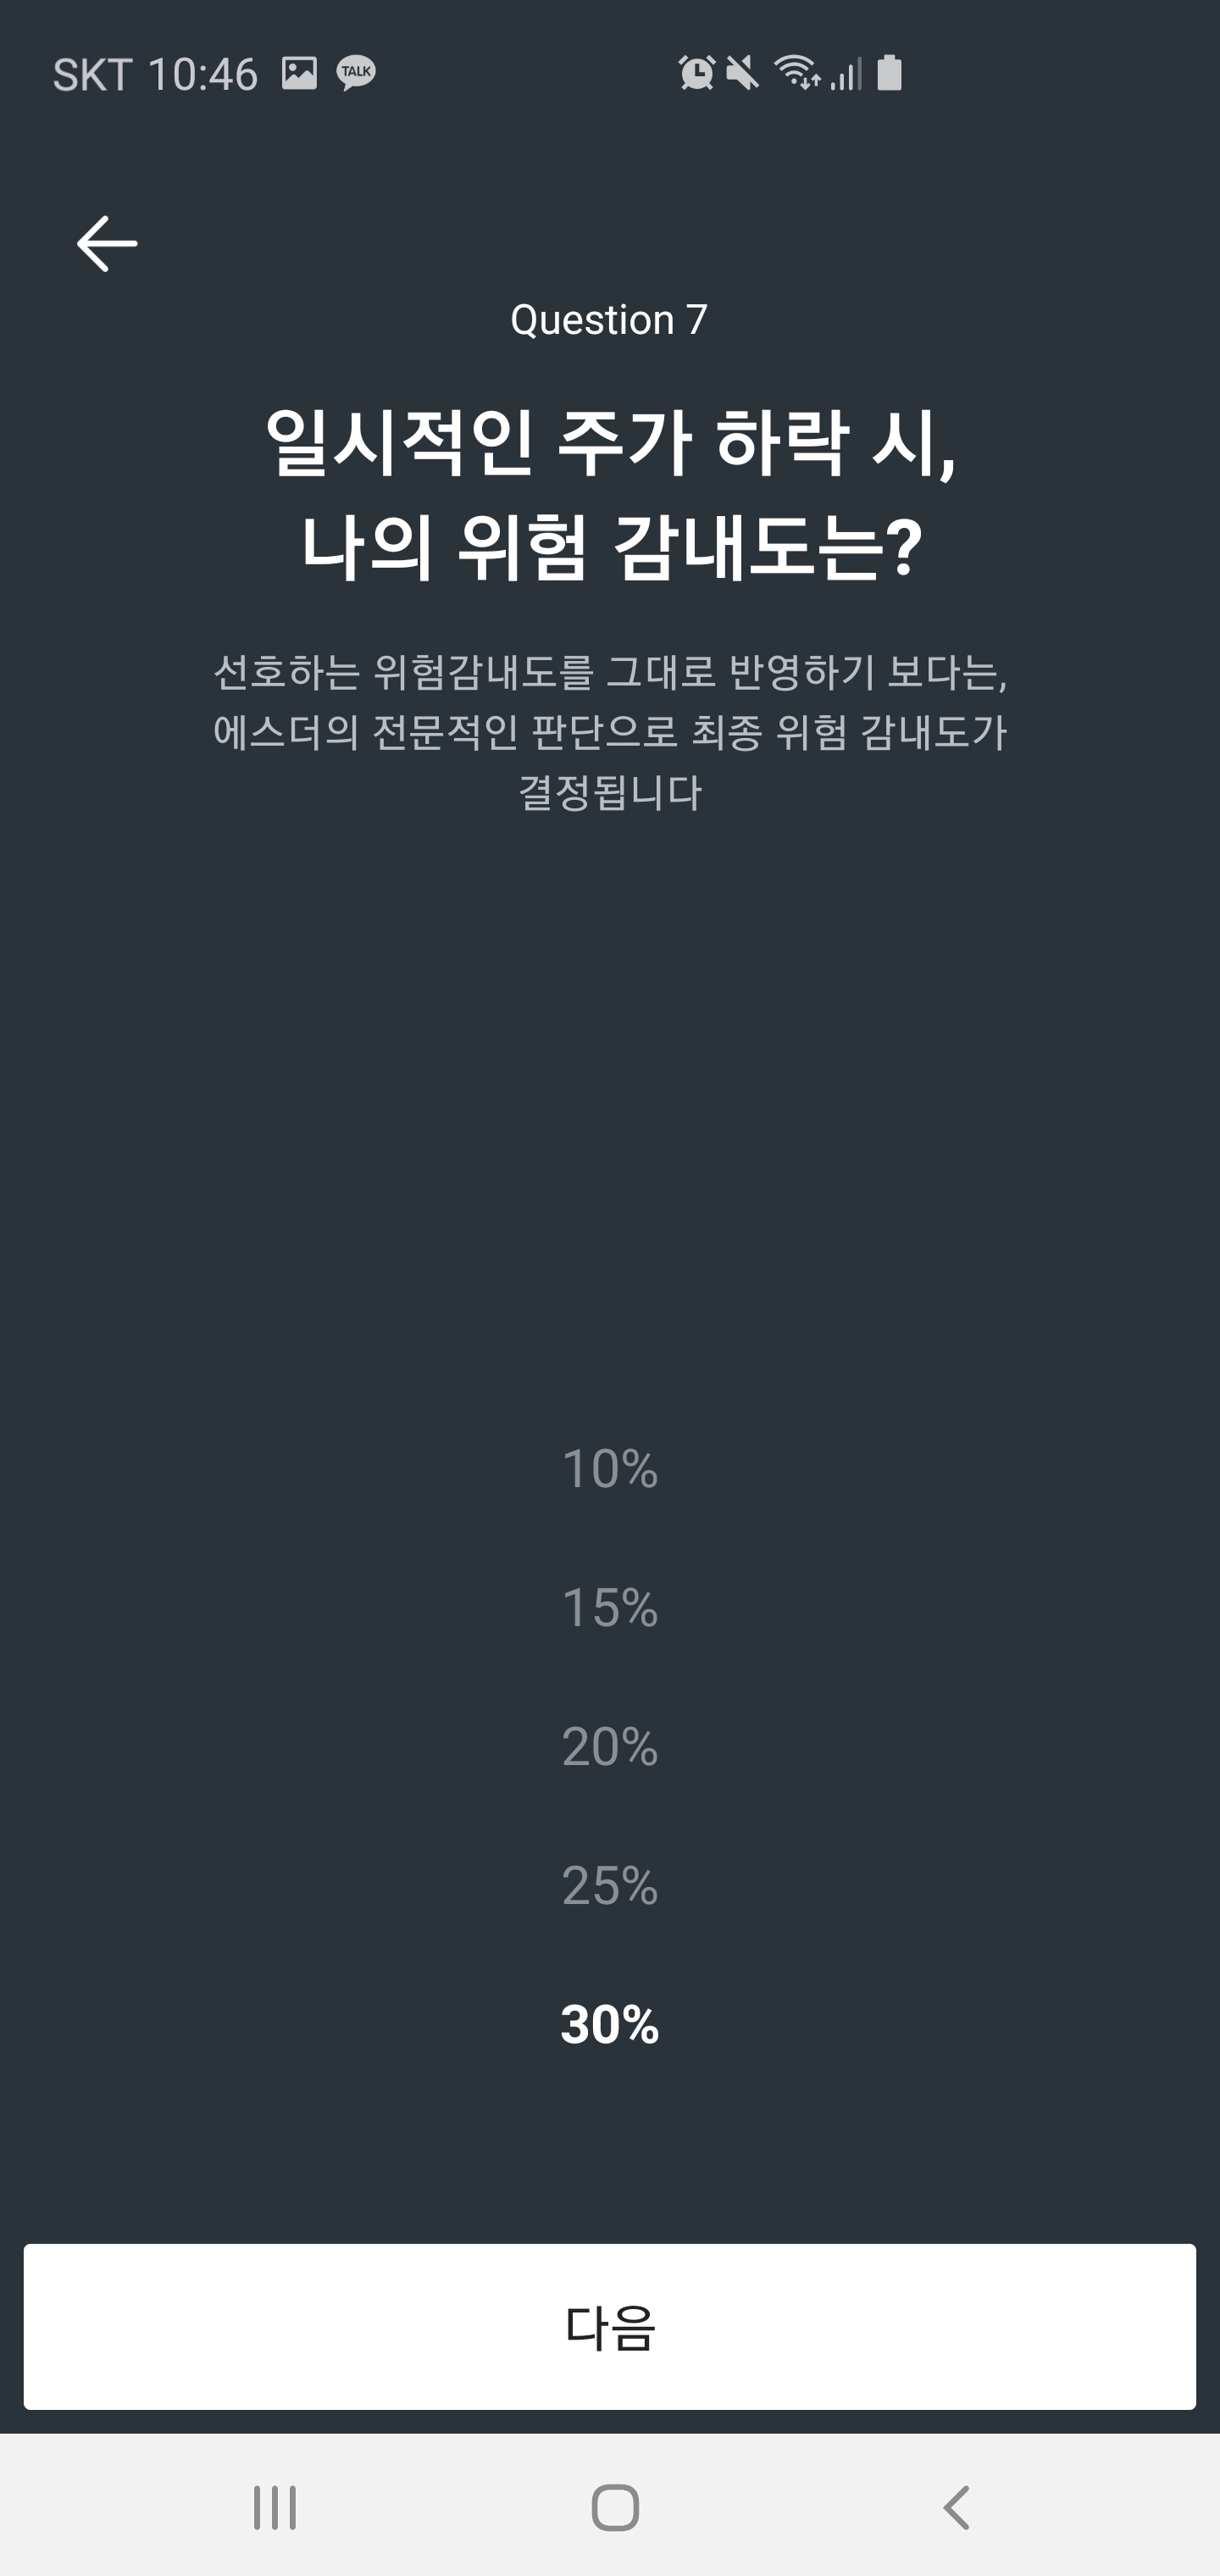 SKT 10:46 TALK
Question 7
일시적인 주가 하락 시,
나의 위험 감내도는?
선호하는 위험감내도를 그대로 반영하기 보다는,
에스더의 전문적인 판단으로 최종 위험 감내도가
결정됩니다
10%
15%
20%
25%
30%
다음